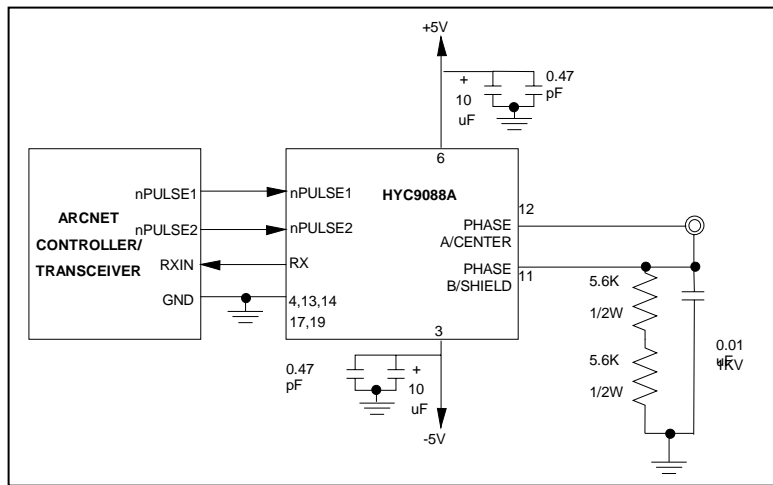 +5V
+
10
uF
0.47
pF
6
HYC9088A
nPULSE1
nPULSE2
RX
4,13,14
17,19
3
PHASE
A/CENTER
12
PHASE
B/SHIELD
11
ARCNET
CONTROLLER/
TRANSCEIVER
nPULSE1
nPULSE2
RXIN
GND
5.6K
1/2W
5.6K
1/2W
0.01
uF
1KV
0.47
pF
+
10
uF
-5V